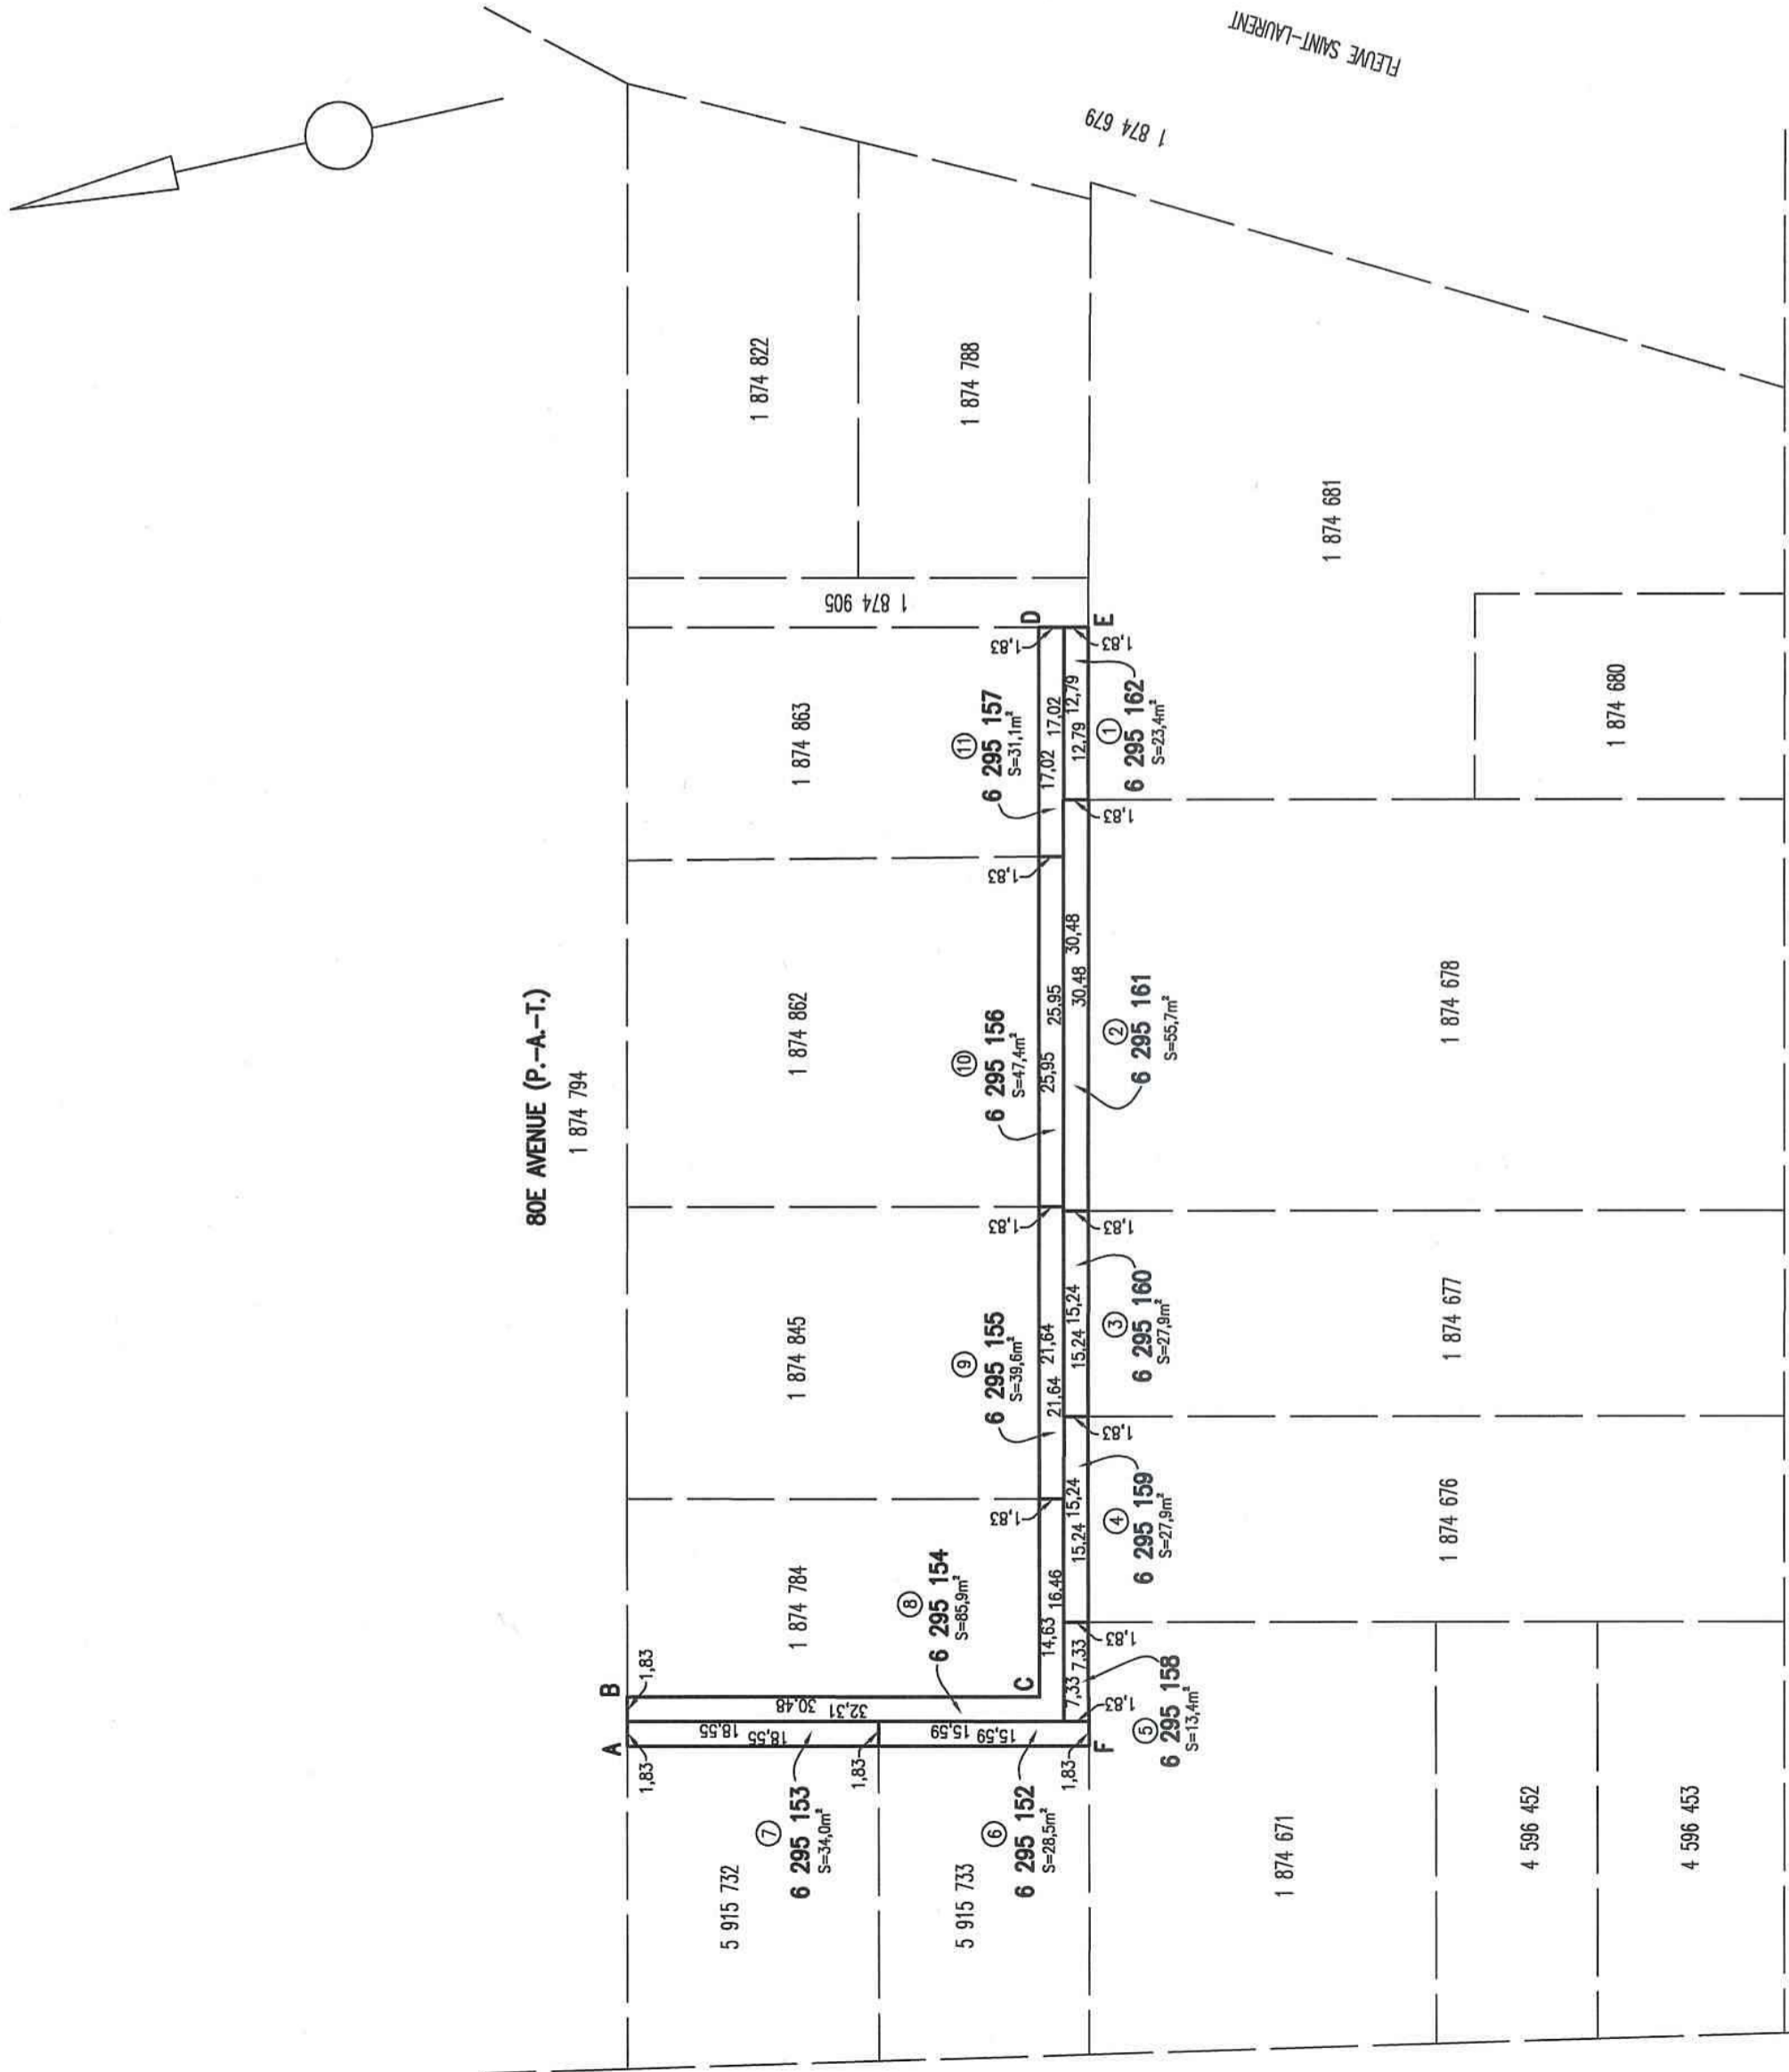 FLEUVE SAINT-LAURENT
1 874 679
1 874 822
1 874 788
1 874 905
1 874 681
1 874 680
80E AVENUE (P.-A.-T.)
1 874 794
1 874 863
1 874 862
1 874 845
1 874 784
D
E
1,83
1,83
11
6 295 157
S=31,1m²
17,02
17,02
12,79
12,79
1
6 295 162
S=23,4m²
1,83
1,83
10
6 295 156
S=47,4m²
25,95
25,95
30,48
30,48
2
6 295 161
S=55,7m²
1 874 678
1,83
1,83
9
6 295 155
S=39,6m²
21,64
21,64
15,24
15,24
3
6 295 160
S=27,9m²
1 874 677
1,83
1,83
4
6 295 159
S=27,9m²
15,24
15,24
1 874 676
8
6 295 154
S=85,9m²
16,46
14,63
1,83
7,33
7,33
1,83
5
6 295 158
S=13,4m²
B
C
1,83
30,48
32,31
A
F
18,55
18,55
15,59
15,59
1,83
1,83
1,83
7
6 295 153
S=34,0m²
6
6 295 152
S=28,5m²
5 915 732
5 915 733
1 874 671
4 596 452
4 596 453